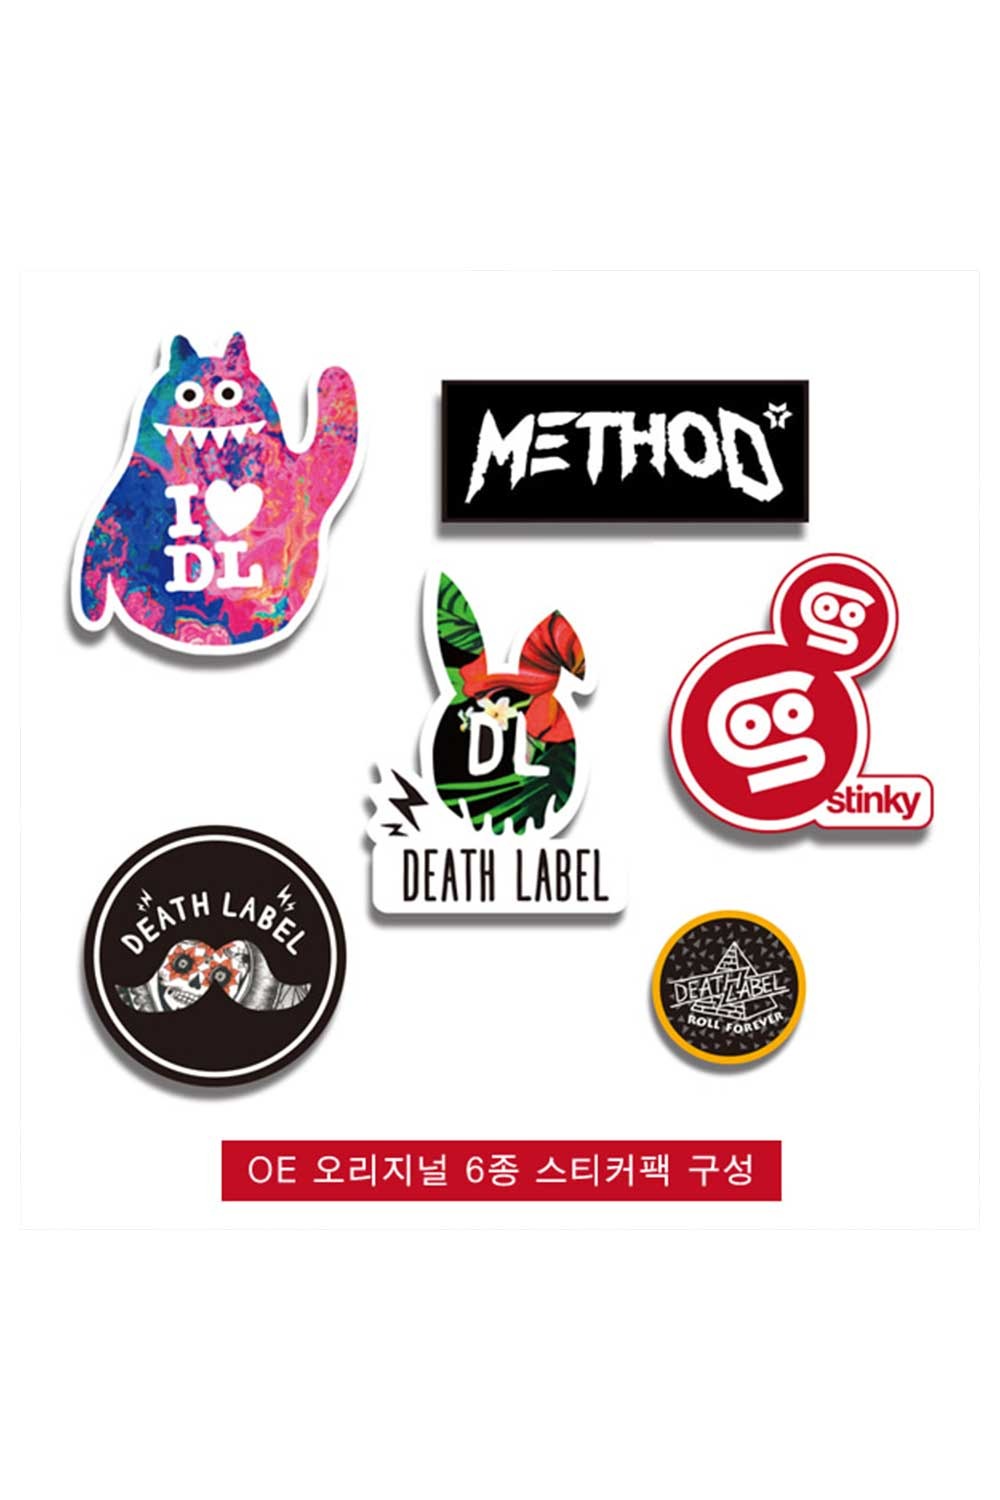 I♥
DL
METHOD
DL
DEATH LABEL
stinky
DEATH LABEL
DEATH LABEL
ROLL FOREVER
OE 오리지널 6종 스티커팩 구성